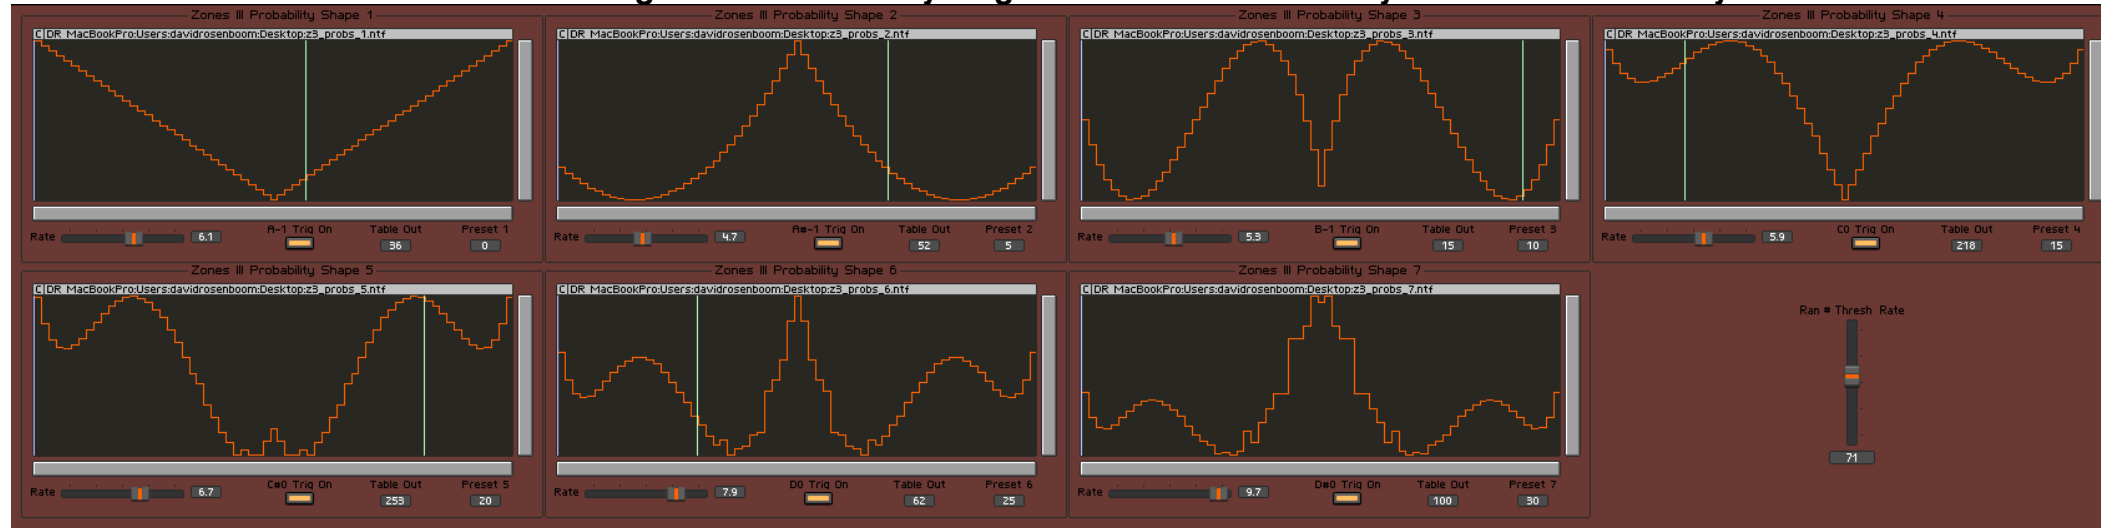 Zones III Probability Shape 1
C DR MacBookPro:Users:davidrosenboom:Desktop:z3_probs_1.ntf
Rate 6.1
A-1 Trig On
Table Out 36
Preset 1 0
Zones III Probability Shape 2
C DR MacBookPro:Users:davidrosenboom:Desktop:z3_probs_2.ntf
Rate 4.7
A#-1 Trig On
Table Out 52
Preset 2 5
Zones III Probability Shape 3
C DR MacBookPro:Users:davidrosenboom:Desktop:z3_probs_3.ntf
Rate 5.3
B-1 Trig On
Table Out 15
Preset 3 10
Zones III Probability Shape 4
C DR MacBookPro:Users:davidrosenboom:Desktop:z3_probs_4.ntf
Rate 5.9
C0 Trig On
Table Out 218
Preset 4 15
Zones III Probability Shape 5
C DR MacBookPro:Users:davidrosenboom:Desktop:z3_probs_5.ntf
Rate 6.7
C#0 Trig On
Table Out 253
Preset 5 20
Zones III Probability Shape 6
C DR MacBookPro:Users:davidrosenboom:Desktop:z3_probs_6.ntf
Rate 7.9
D0 Trig On
Table Out 62
Preset 6 25
Zones III Probability Shape 7
C DR MacBookPro:Users:davidrosenboom:Desktop:z3_probs_7.ntf
Rate 9.7
D#0 Trig On
Table Out 100
Preset 7 30
Ran # Thresh Rate
71